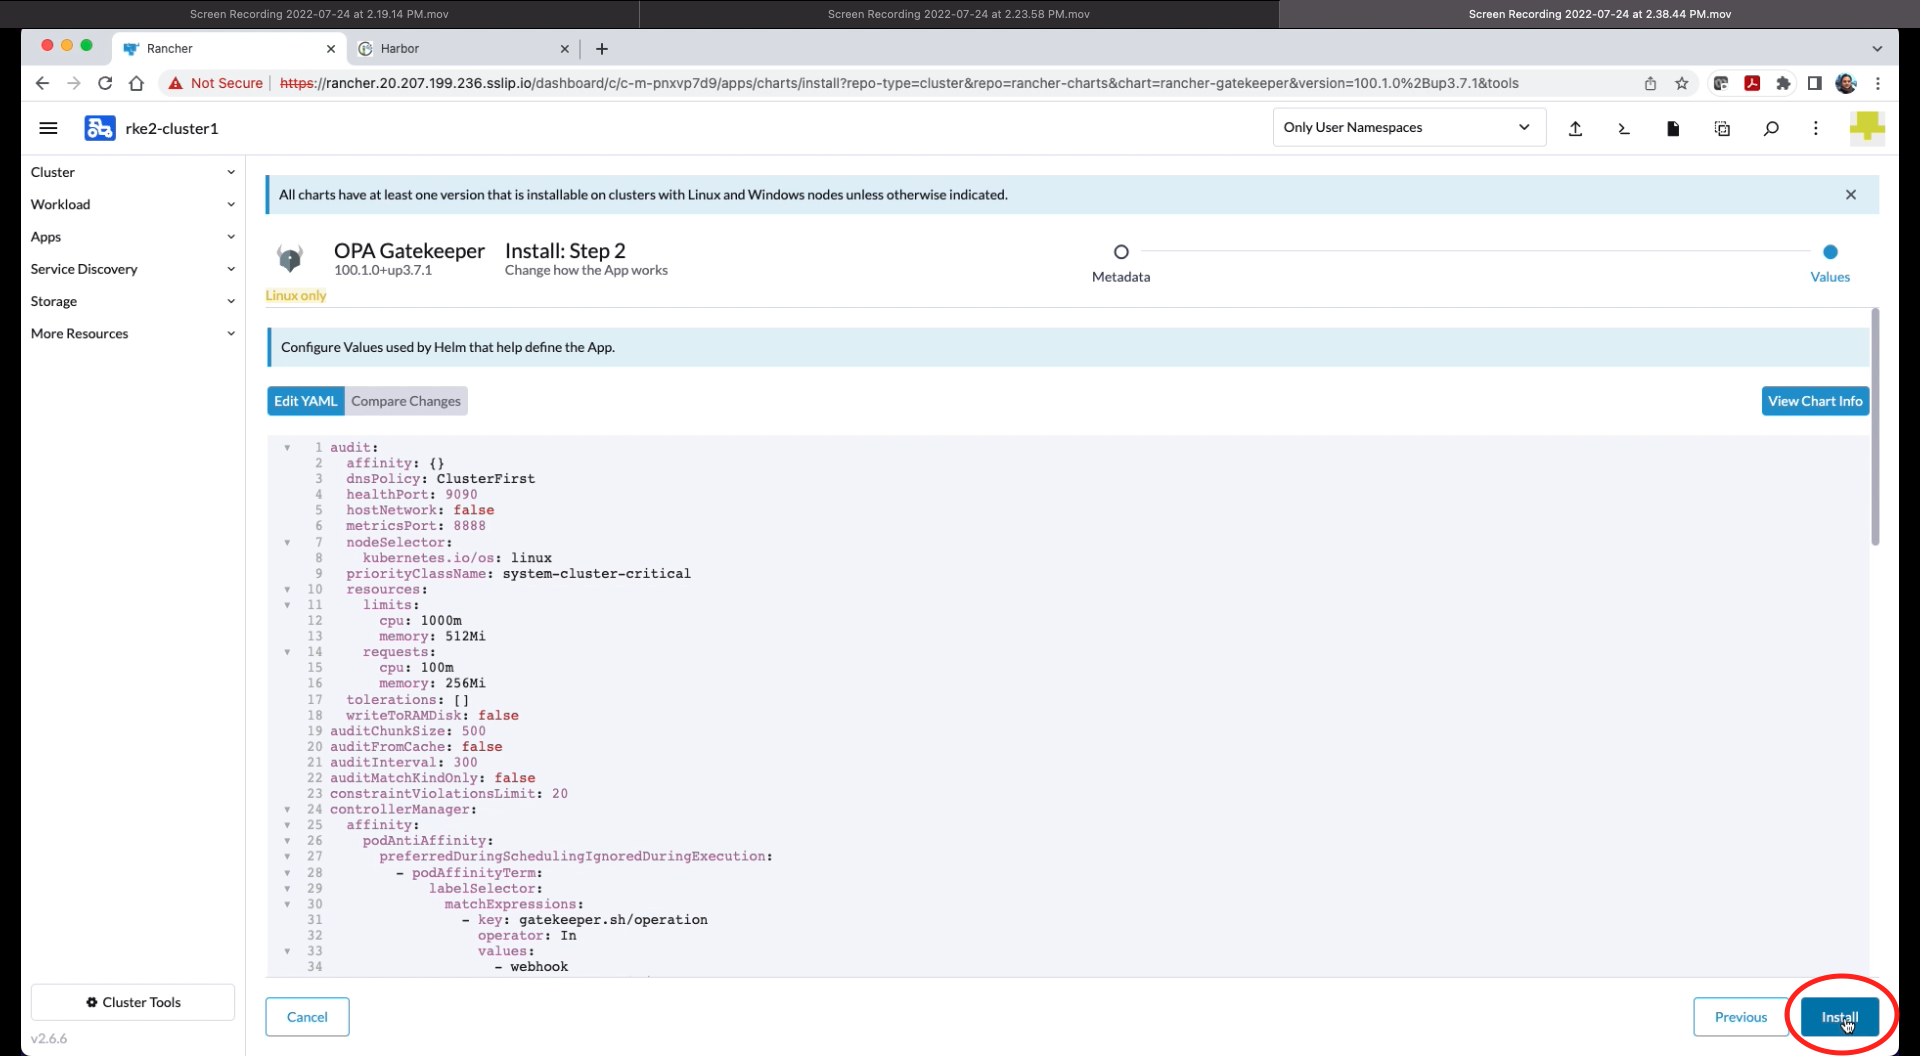 Screen Recording 2022-07-24 at 2.19.14 PM.mov
Screen Recording 2022-07-24 at 2.23.58 PM.mov
Screen Recording 2022-07-24 at 2.38.44 PM.mov
Rancher
Harbor
Not Secure
https://rancher.20.207.199.236.sslip.io/dashboard/c/c-m-pnxvp7d9/apps/charts/install?repo-type=cluster&repo=rancher-charts&chart=rancher-gatekeeper&version=100.1.0%2Bup3.7.1&tools
rke2-cluster1
Only User Namespaces
Cluster
Workload
Apps
Service Discovery
Storage
More Resources
All charts have at least one version that is installable on clusters with Linux and Windows nodes unless otherwise indicated.
OPA Gatekeeper
100.1.0+up3.7.1
Install: Step 2
Change how the App works
Linux only
Metadata
Values
Configure Values used by Helm that help define the App.
Edit YAML
Compare Changes
View Chart Info
1 audit:
2 affinity: {}
3 dnsPolicy: ClusterFirst
4 healthPort: 9090
5 hostNetwork: false
6 metricsPort: 8888
7 nodeSelector:
8 kubernetes.io/os: linux
9 priorityClassName: system-cluster-critical
10 resources:
11 limits:
12 cpu: 1000m
13 memory: 512Mi
14 requests:
15 cpu: 100m
16 memory: 256Mi
17 tolerations: []
18 writeToRAMDisk: false
19 auditChunkSize: 500
20 auditFromCache: false
21 auditInterval: 300
22 auditMatchKindOnly: false
23 constraintViolationsLimit: 20
24 controllerManager:
25 affinity:
26 podAntiAffinity:
27 preferredDuringSchedulingIgnoredDuringExecution:
28 - podAffinityTerm:
29 labelSelector:
30 matchExpressions:
31 - key: gatekeeper.sh/operation
32 operator: In
33 values:
34 - webhook
Cluster Tools
v2.6.6
Cancel
Previous
Install